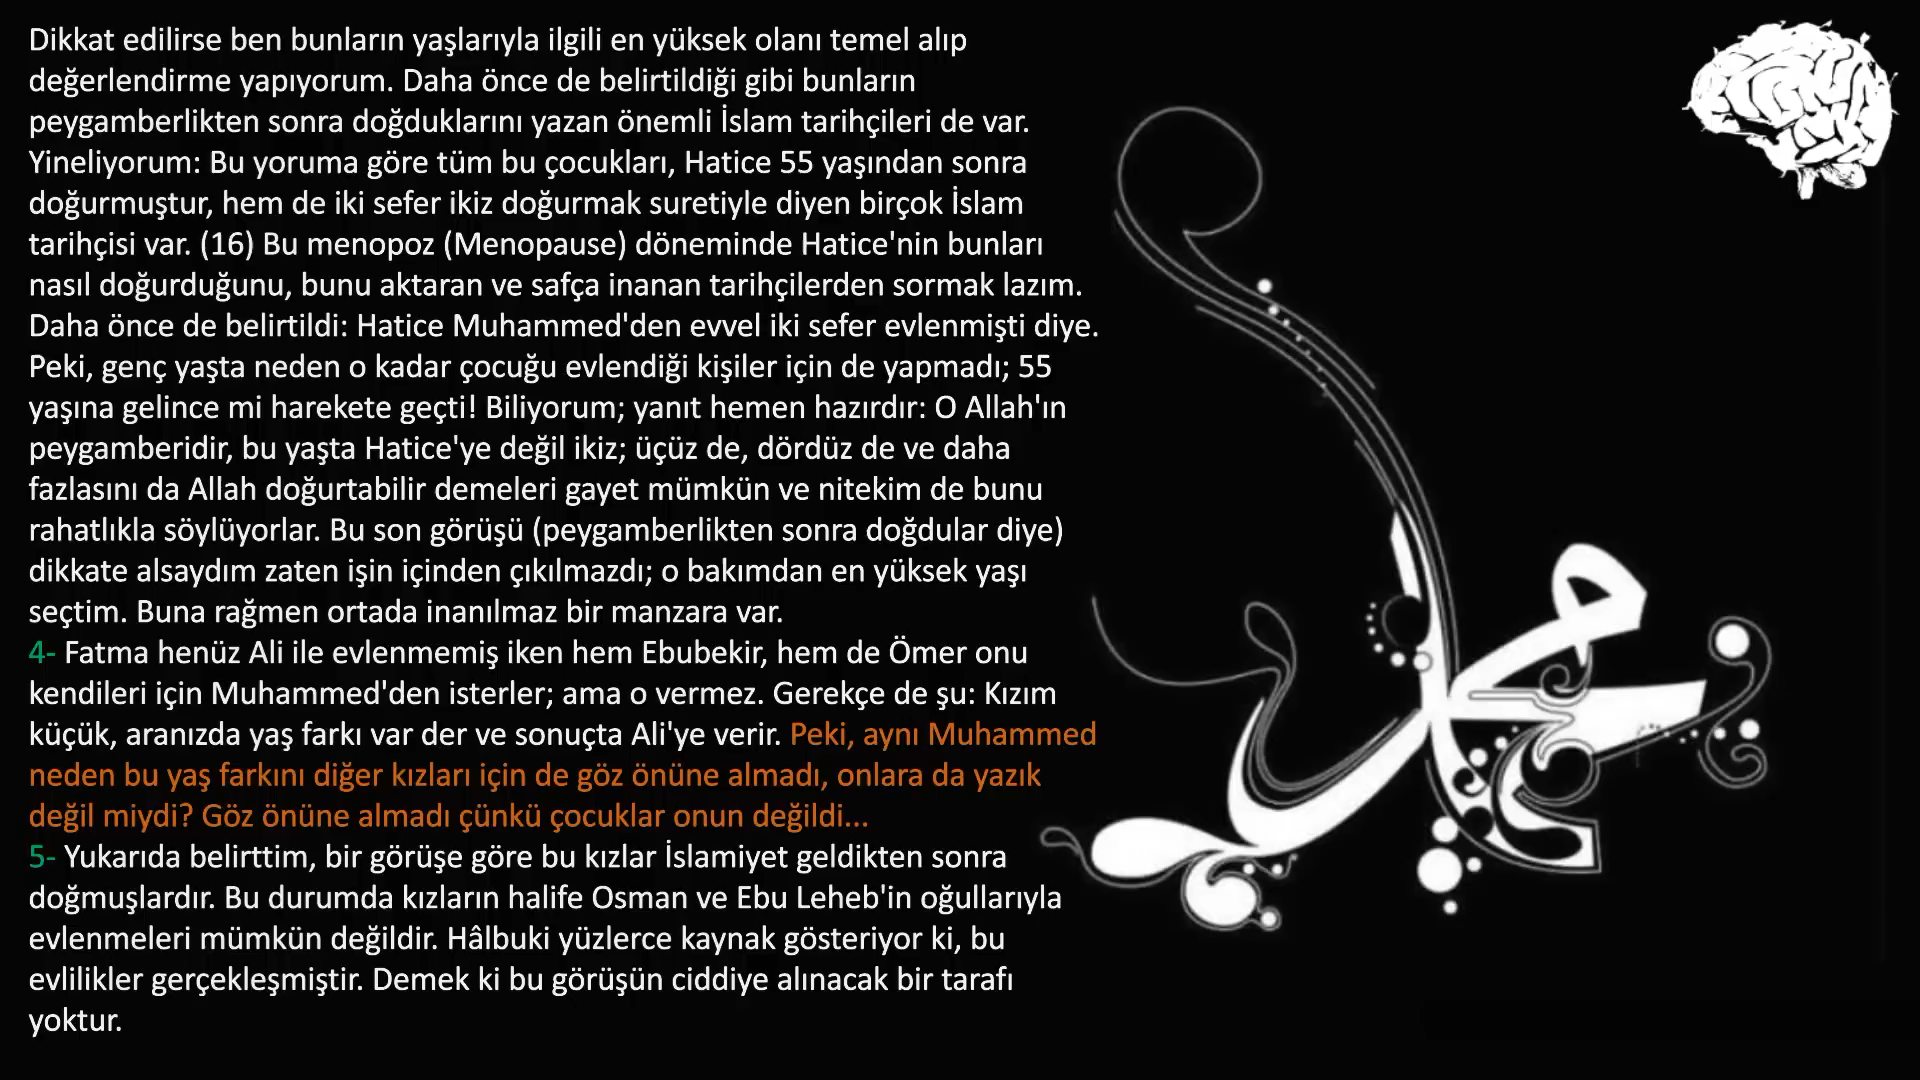 Dikkat edilirse ben bunların yaşlarıyla ilgili en yüksek olanı temel alıp
değerlendirme yapıyorum. Daha önce de belirtildiği gibi bunların
peygamberlikten sonra doğduklarını yazan önemli İslam tarihçileri de var.
Yineliyorum: Bu yoruma göre tüm bu çocukları, Hatice 55 yaşından sonra
doğurmuştur, hem de iki sefer ikiz doğurmak suretiyle diyen birçok İslam
tarihçisi var. (16) Bu menopoz (Menopause) döneminde Hatice'nin bunları
nasıl doğurduğunu, bunu aktaran ve safça inanan tarihçilerden sormak lazım.
Daha önce de belirtildi: Hatice Muhammed'den evvel iki sefer evlenmişti diye.
Peki, genç yaşta neden o kadar çocuğu evlendiği kişiler için de yapmadı; 55
yaşına gelince mi harekete geçti! Biliyorum; yanıt hemen hazırdır: O Allah'ın
peygamberidir, bu yaşta Hatice'ye değil ikiz; üçüz de, dördüz de ve daha
fazlasını da Allah doğurtabilir demeleri gayet mümkün ve nitekim de bunu
rahatlıkla söylüyorlar. Bu son görüşü (peygamberlikten sonra doğdular diye)
dikkate alsaydım zaten işin içinden çıkılmazdı; o bakımdan en yüksek yaşı
seçtim. Buna rağmen ortada inanılmaz bir manzara var.
4- Fatma henüz Ali ile evlenmemiş iken hem Ebubekir, hem de Ömer onu
kendileri için Muhammed'den isterler; ama o vermez. Gerekçe de şu: Kızım
küçük, aranızda yaş farkı var der ve sonuçta Ali'ye verir. Peki, aynı Muhammed
neden bu yaş farkını diğer kızları için de göz önüne almadı, onlara da yazık
değil miydi? Göz önüne almadı çünkü çocuklar onun değildi...
5- Yukarıda belirttim, bir görüşe göre bu kızlar İslamiyet geldikten sonra
doğmuşlardır. Bu durumda kızların halife Osman ve Ebu Leheb'in oğullarıyla
evlenmeleri mümkün değildir. Hâlbuki yüzlerce kaynak gösteriyor ki, bu
evlilikler gerçekleşmiştir. Demek ki bu görüşün ciddiye alınacak bir tarafı
yoktur.
محمد